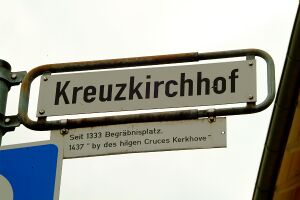 Kreuzkirchhof
Seit 1333 Begräbnisplatz,
1437 " by des hilgen Cruces Kerkhove "